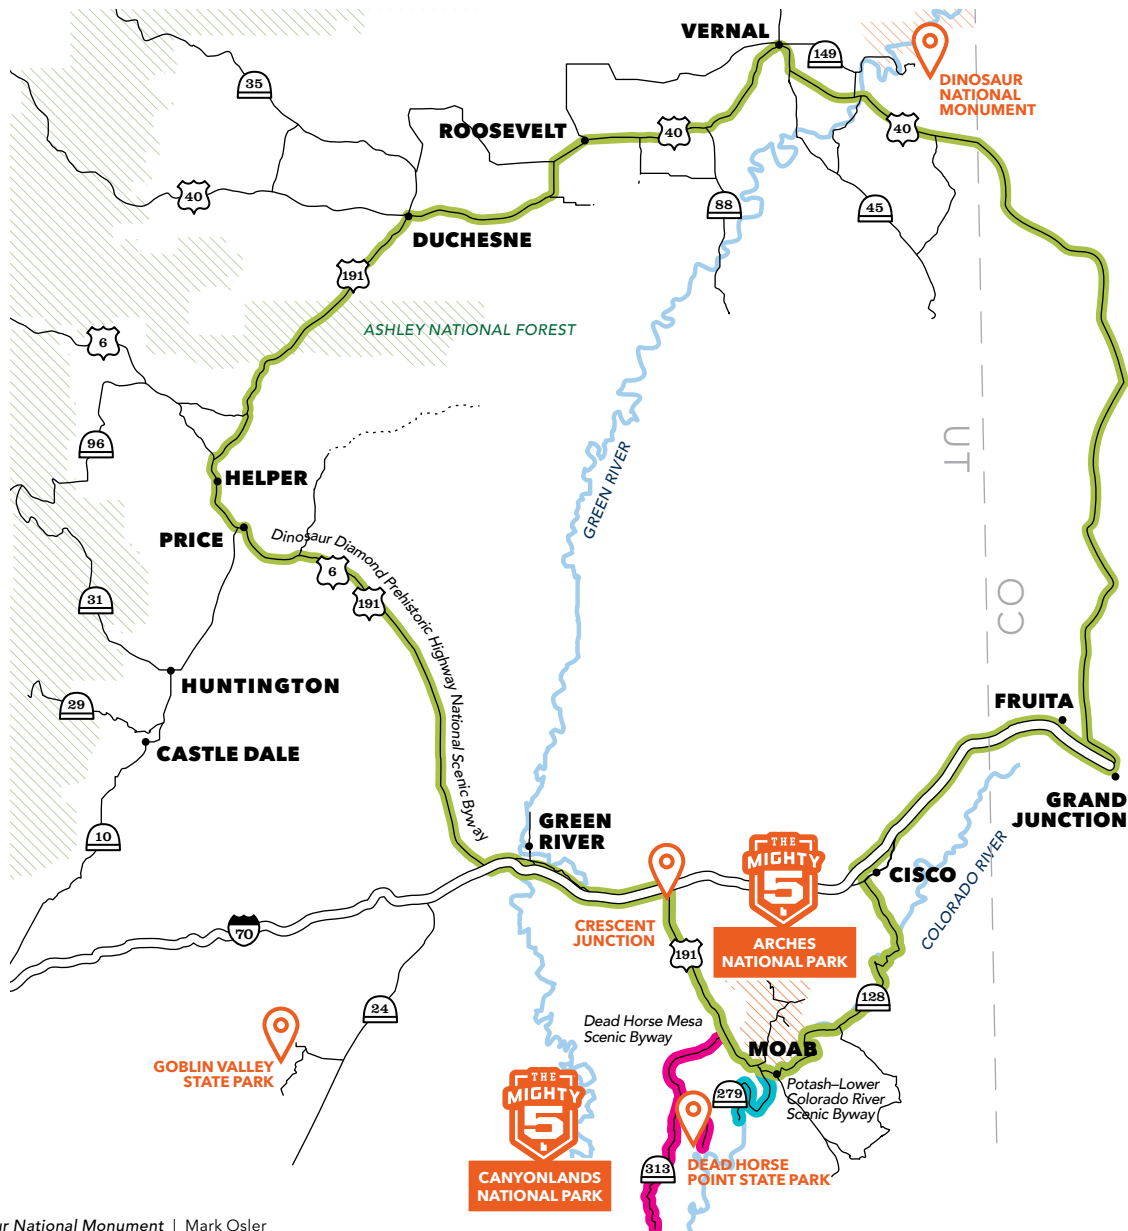 VERNAL
149
35
DINOSAUR
NATIONAL
MONUMENT
ROOSEVELT
40
40
40
88
45
DUCHESNE
191
ASHLEY NATIONAL FOREST
6
96
UT
GREEN RIVER
HELPER
PRICE
Dinosaur Diamond Prehistoric Highway National Scenic Byway
6
191
31
CO
HUNTINGTON
29
FRUITA
CASTLE DALE
GRAND
JUNCTION
10
GREEN
RIVER
THE
MIGHTY
5
CISCO
COLORADO RIVER
70
CRESCENT
JUNCTION
ARCHES
NATIONAL PARK
191
128
24
Dead Horse Mesa
Scenic Byway
MOAB
GOBLIN VALLEY
STATE PARK
THE
MIGHTY
5
279
Potash–Lower
Colorado River
Scenic Byway
313
DEAD HORSE
POINT STATE PARK
CANYONLANDS
NATIONAL PARK
ur National Monument | Mark Osler